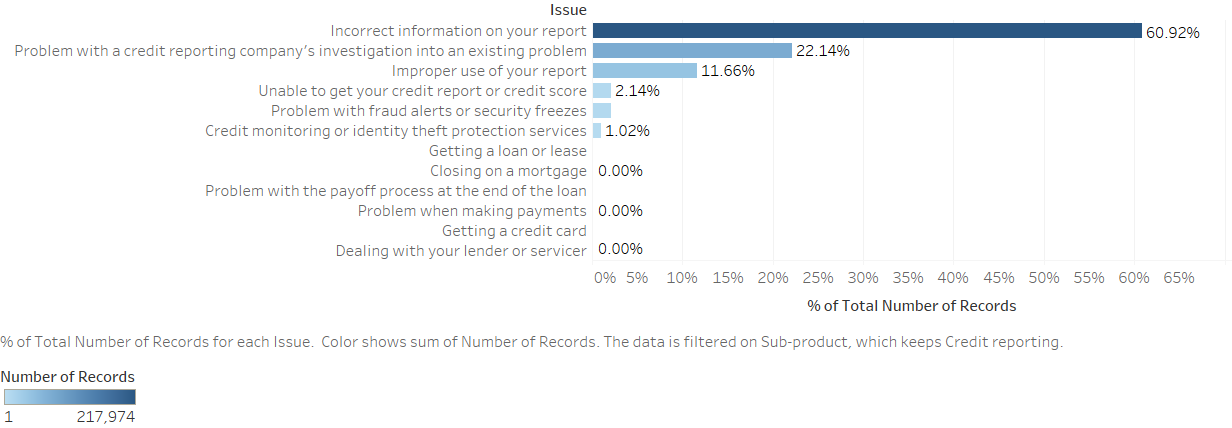 Issue
Incorrect information on your report 60.92%
Problem with a credit reporting company's investigation into an existing problem 22.14%
Improper use of your report 11.66%
Unable to get your credit report or credit score 2.14%
Problem with fraud alerts or security freezes
Credit monitoring or identity theft protection services 1.02%
Getting a loan or lease
Closing on a mortgage 0.00%
Problem with the payoff process at the end of the loan
Problem when making payments 0.00%
Getting a credit card
Dealing with your lender or servicer 0.00%
0% 5% 10% 15% 20% 25% 30% 35% 40% 45% 50% 55% 60% 65%
% of Total Number of Records
% of Total Number of Records for each Issue. Color shows sum of Number of Records. The data is filtered on Sub-product, which keeps Credit reporting.
Number of Records
1 217,974